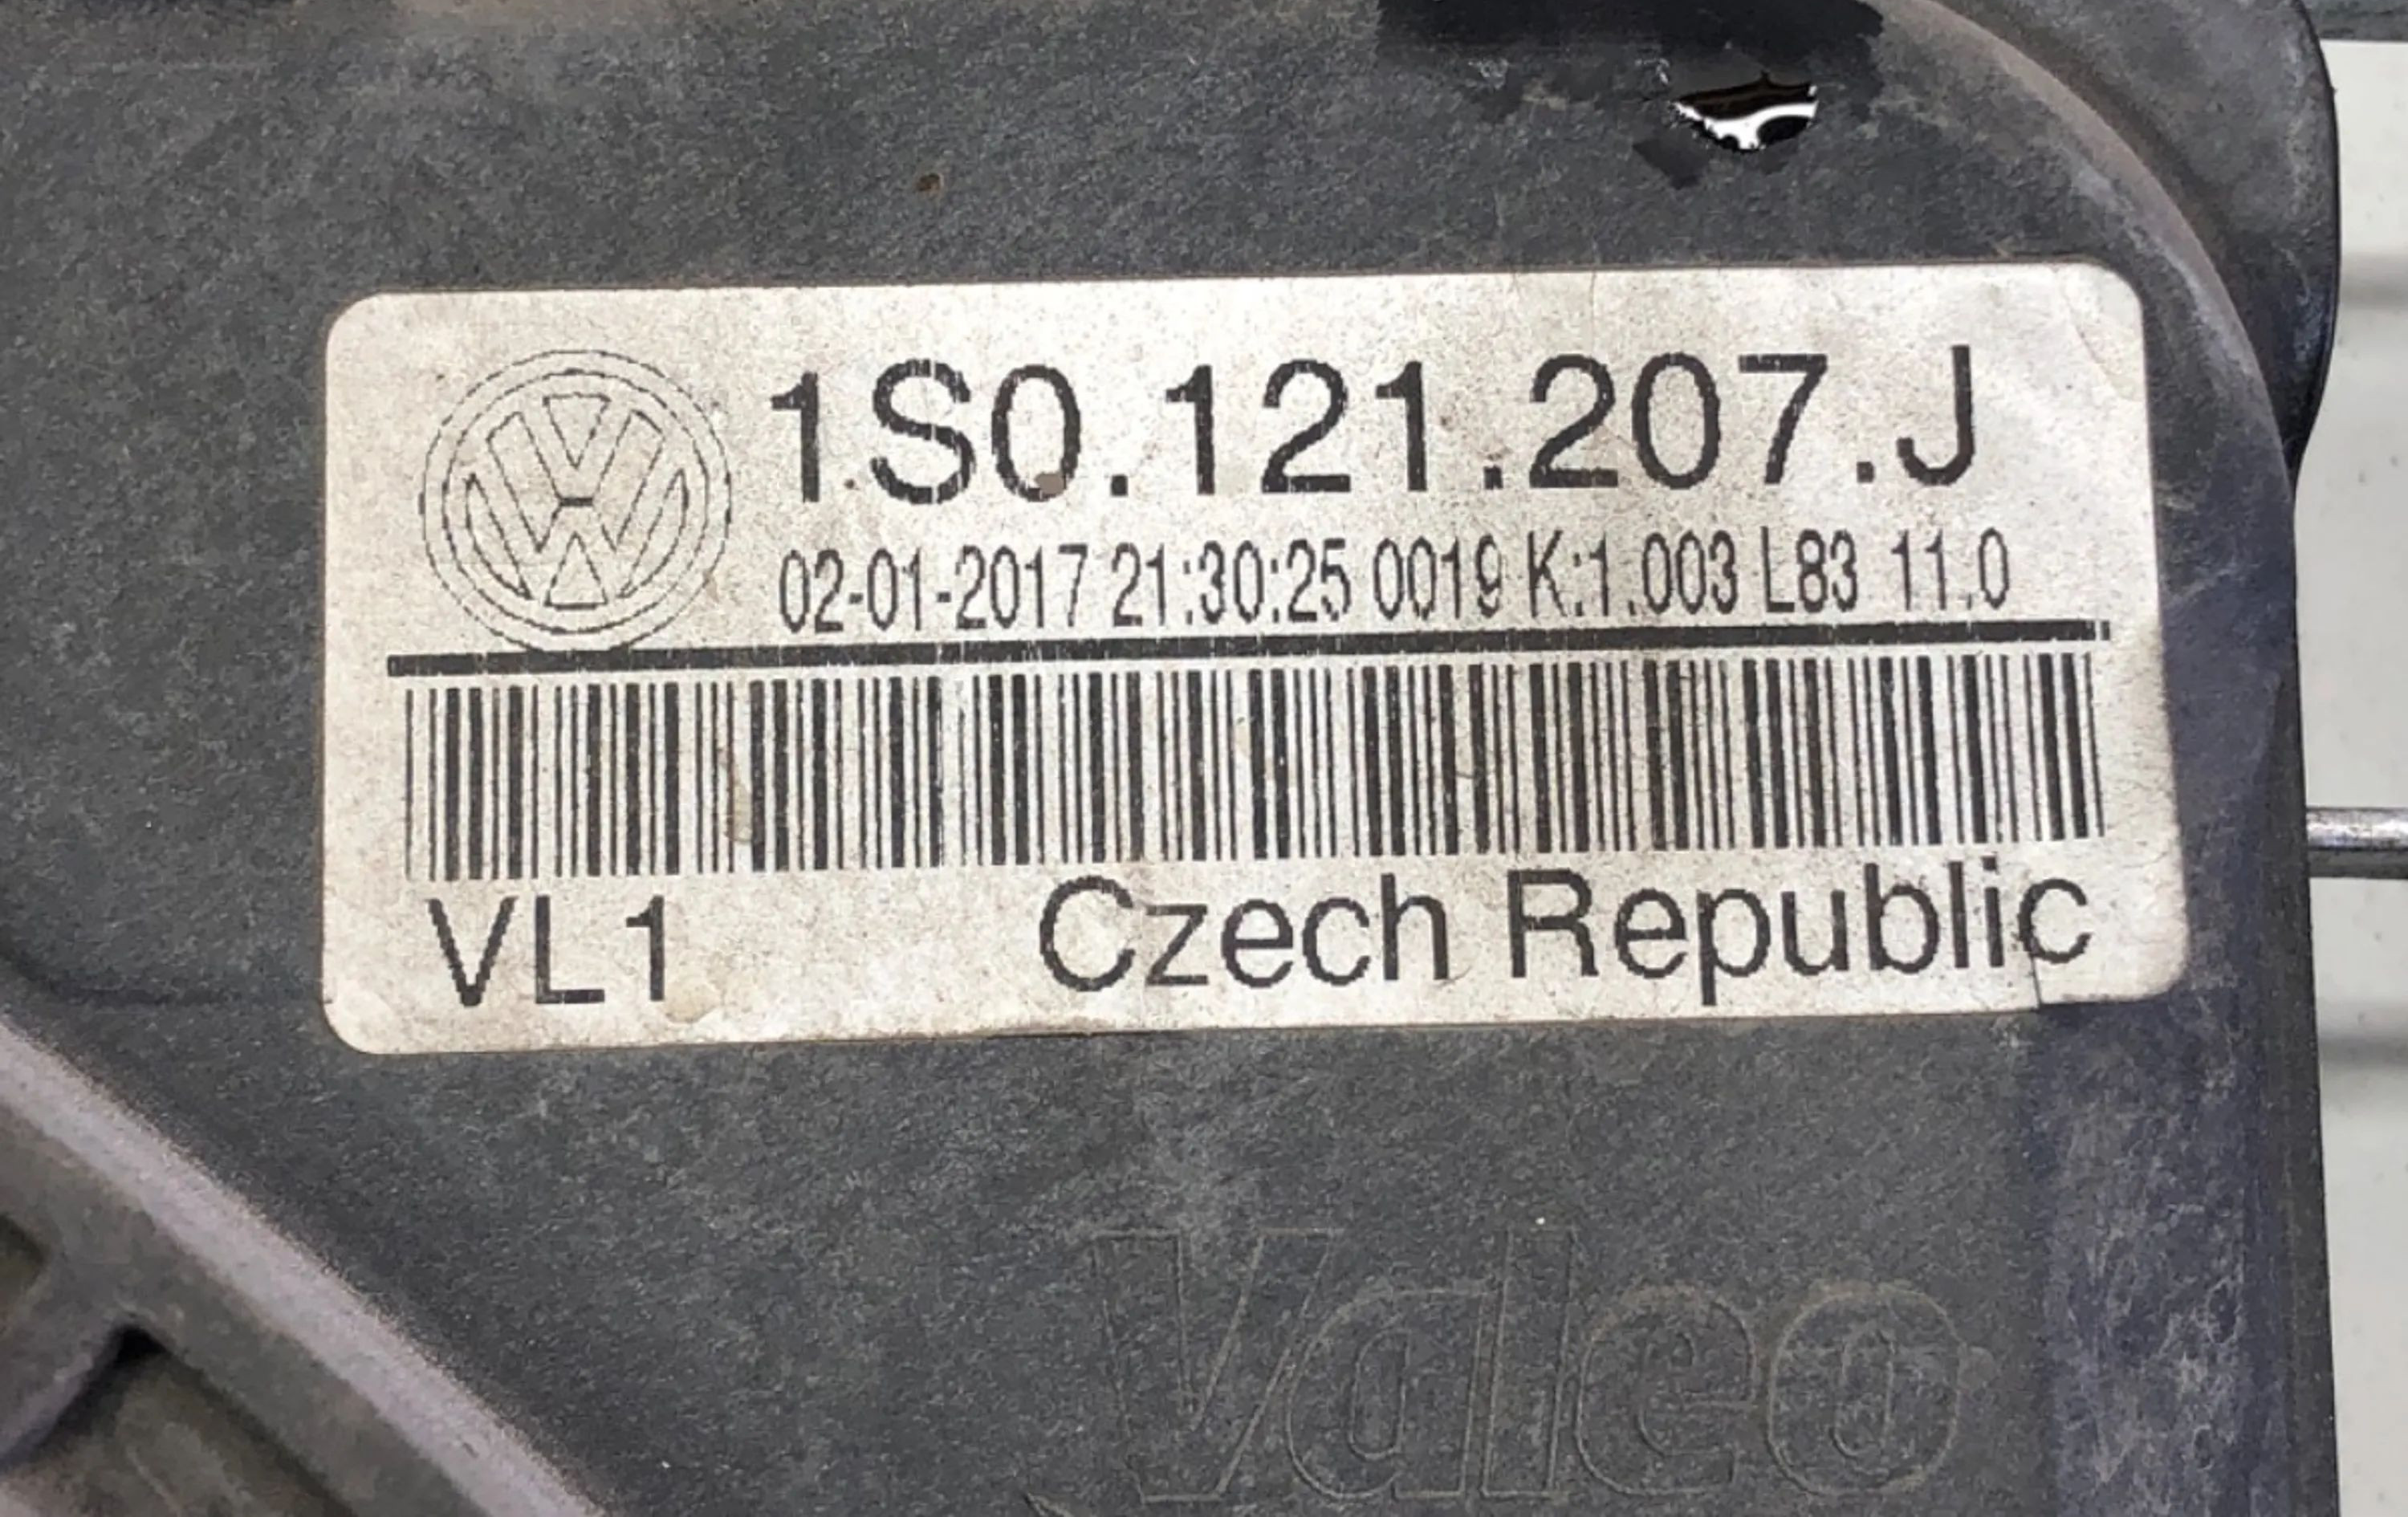 1S0.121.207.J
02-01-2017 21:30:25 0019 K:1.003 L83 11.0
VL1 Czech Republic
Valeo